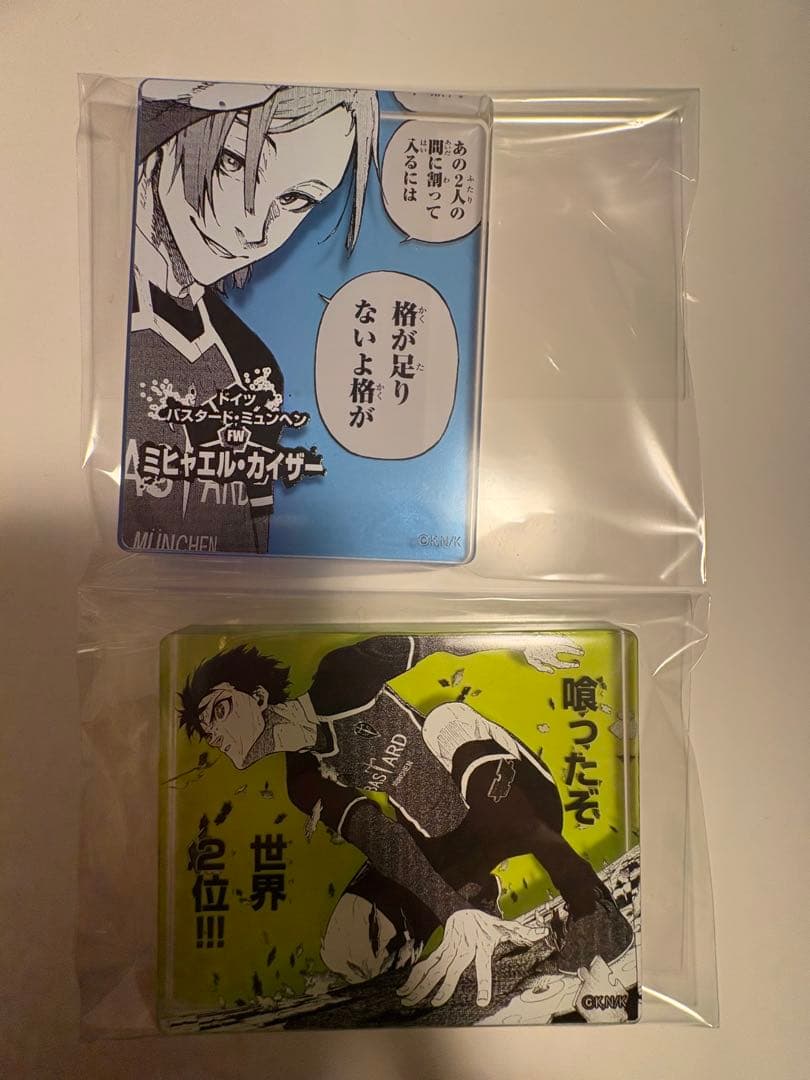 あの2人の
間に割って
入るには
格が足り
ないよ格が
ドイツ
バスタード・ミュンヘン
FW
ミヒャエル・カイザー
MÜNCHEN
©K,N/K
喰ったぞ
世界
2位!!!
BASTARD
©K,N/K